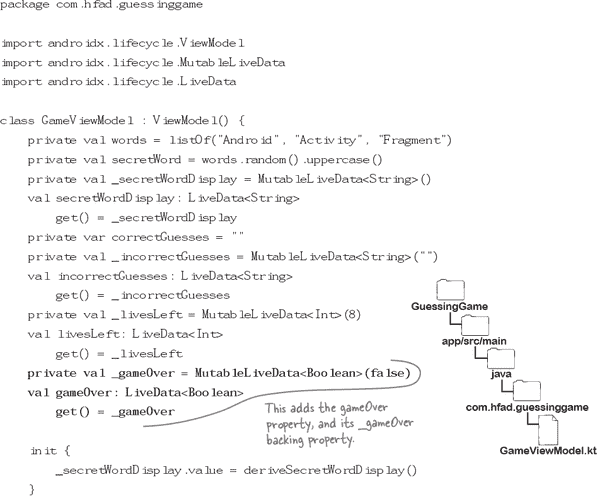 package com.hfad.guessinggame
import androidx.lifecycle.ViewModel
import androidx.lifecycle.MutableLiveData
import androidx.lifecycle.LiveData
class GameViewModel : ViewModel() {
private val words = listOf("Android", "Activity", "Fragment")
private val secretWord = words.random().uppercase()
private val _secretWordDisplay = MutableLiveData<String>()
val secretWordDisplay: LiveData<String>
get() = _secretWordDisplay
private var correctGuesses = ""
private val _incorrectGuesses = MutableLiveData<String>("")
val incorrectGuesses: LiveData<String>
get() = _incorrectGuesses
private val _livesLeft = MutableLiveData<Int>(8)
val livesLeft: LiveData<Int>
get() = _livesLeft
private val _gameOver = MutableLiveData<Boolean>(false)
val gameOver: LiveData<Boolean>
get() = _gameOver
This adds the gameOver
property, and its _gameOver
backing property.
init {
_secretWordDisplay.value = deriveSecretWordDisplay()
}
GuessingGame
app/src/main
java
com.hfad.guessinggame
GameViewModel.kt